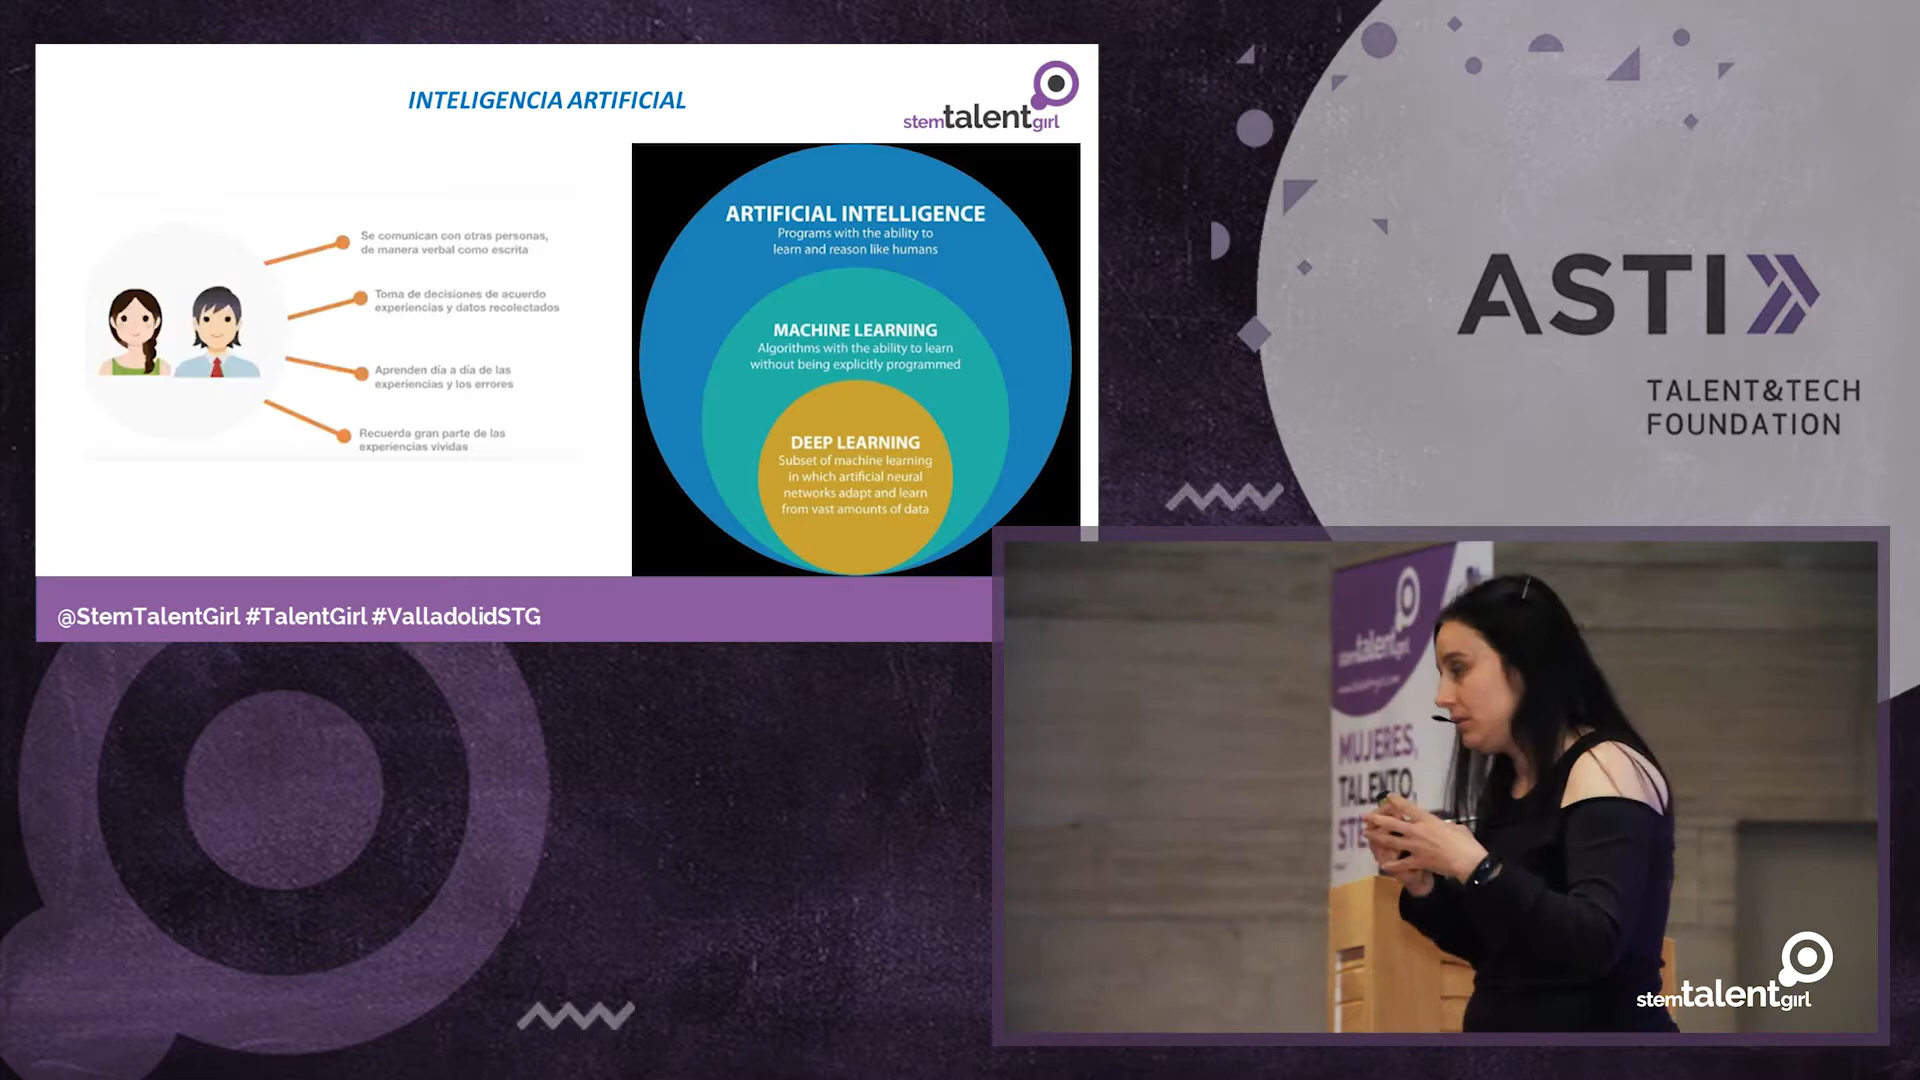 INTELIGENCIA ARTIFICIAL
stemtalentgirl
Se comunican con otras personas,
de manera verbal como escrita
Toma de decisiones de acuerdo
experiencias y datos recolectados
Aprenden día a día de las
experiencias y los errores
Recuerda gran parte de las
experiencias vividas
ARTIFICIAL INTELLIGENCE
Programs with the ability to
learn and reason like humans
MACHINE LEARNING
Algorithms with the ability to learn
without being explicitly programmed
DEEP LEARNING
Subset of machine learning
in which artificial neural
networks adapt and learn
from vast amounts of data
@StemTalentGirl #TalentGirl #ValladolidSTG
ASTI
TALENT&TECH
FOUNDATION
stemtalentgirl
MUJERES,
TALENTO,
stemtalentgirl